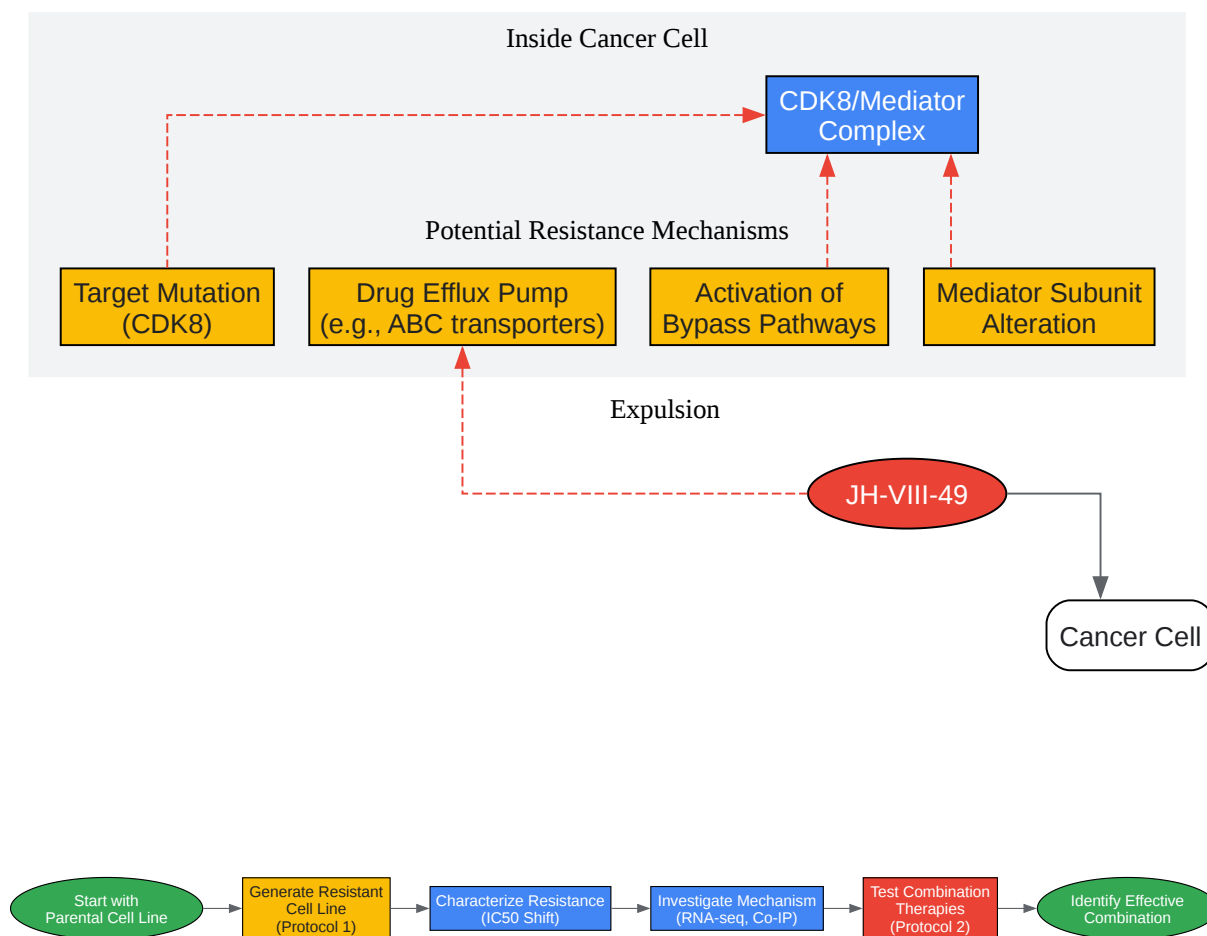 Inside Cancer Cell
CDK8/Mediator
Complex
Potential Resistance Mechanisms
Target Mutation
(CDK8)
Drug Efflux Pump
(e.g., ABC transporters)
Activation of
Bypass Pathways
Mediator Subunit
Alteration
Expulsion
JH-VIII-49
Cancer Cell
Start with
Parental Cell Line
Generate Resistant
Cell Line
(Protocol 1)
Characterize Resistance
(IC50 Shift)
Investigate Mechanism
(RNA-seq, Co-IP)
Test Combination
Therapies
(Protocol 2)
Identify Effective
Combination